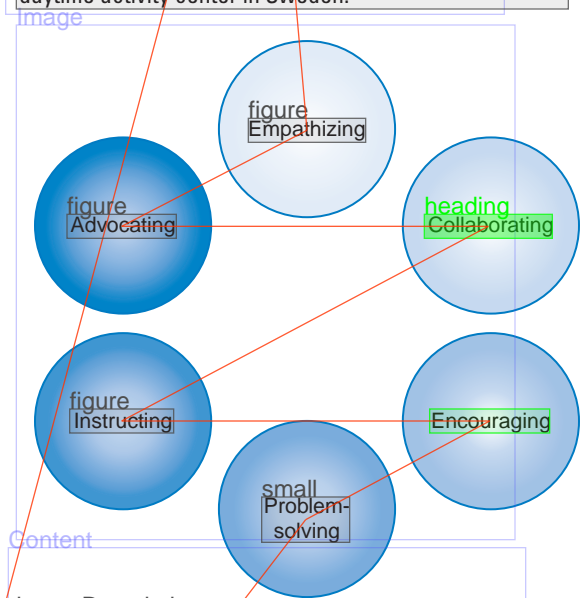 daytime activity center in Sweden.
Image
figure
Empathizing
figure
Advocating
heading
Collaborating
figure
Instructing
Encouraging
small
Problem-
solving
Content